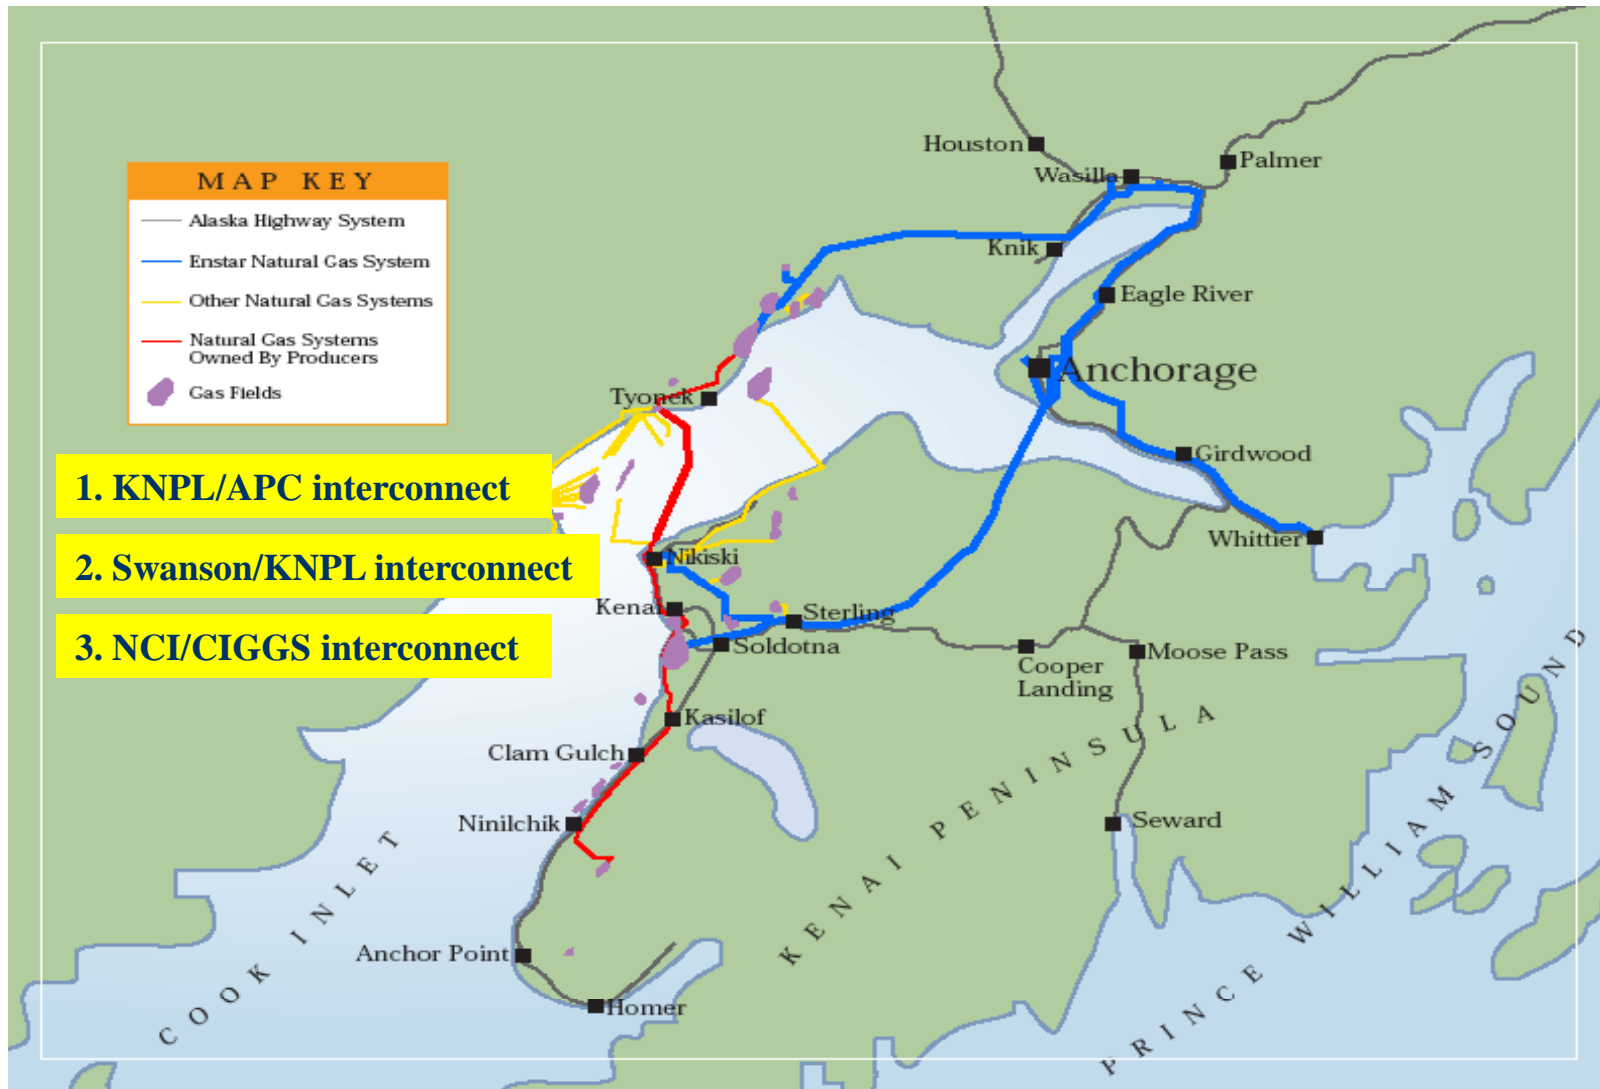 MAP KEY
Alaska Highway System
Enstar Natural Gas System
Other Natural Gas Systems
Natural Gas Systems
Owned By Producers
Gas Fields
1. KNPL/APC interconnect
2. Swanson/KNPL interconnect
3. NCI/CIGGS interconnect
Houston
Palmer
Wasilla
Knik
Eagle River
Anchorage
Tyonek
Girdwood
Whittier
Nikiski
Kenai
Sterling
Soldotna
Cooper
Landing
Moose Pass
Kasilof
Clam Gulch
Ninilchik
Seward
Anchor Point
Homer
COOK INLET
KENAI PENINSULA
PRINCE WILLIAM SOUND